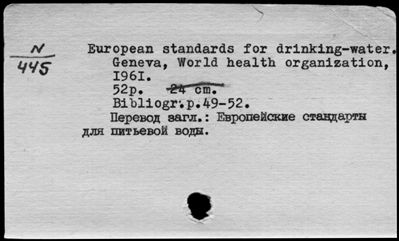 N
445
European standards for drinking-water.
Geneva, World health organization,
I96I.
52p. 24 cm.
Bibliogr.p.49-52.
Перевод загл.: Европейские стандарты
для питьевой воды.